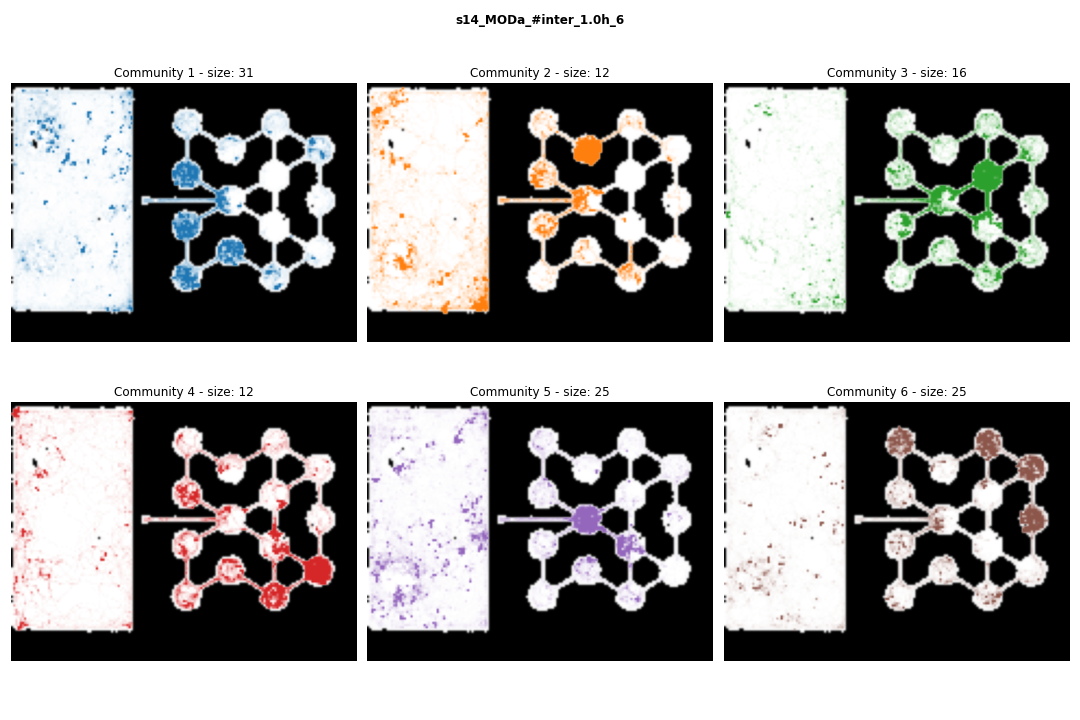 s14_MODa_#inter_1.0h_6
Community 1 - size: 31
Community 2 - size: 12
Community 3 - size: 16
Community 4 - size: 12
Community 5 - size: 25
Community 6 - size: 25